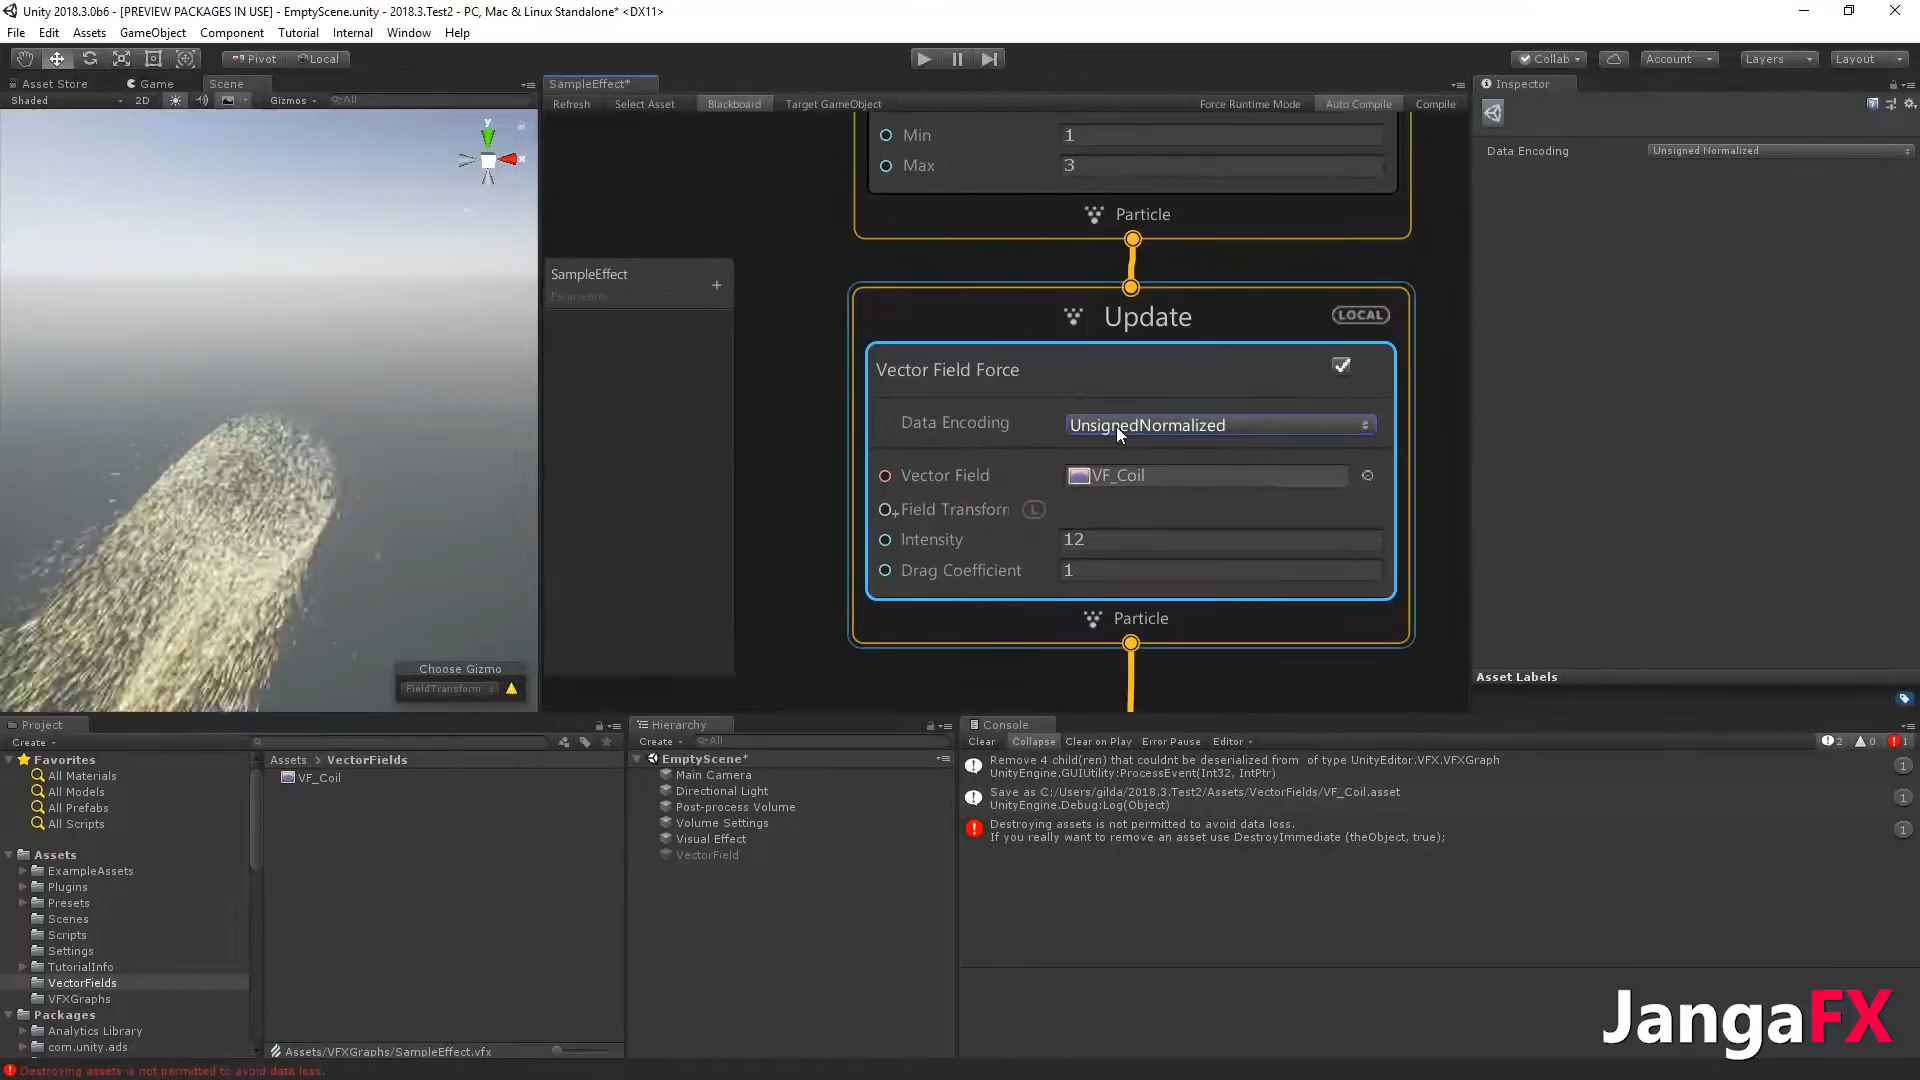 Unity 2018.3.0b6 - [PREVIEW PACKAGES IN USE] - EmptyScene.unity - 2018.3.Test2 - PC, Mac & Linux Standalone* <DX11>
File Edit Assets GameObject Component Tutorial Internal Window Help
Pivot Local Collab Account Layers Layout
Asset Store Game Scene
Shaded 2D Gizmos All
y
x
Choose Gizmo
FieldTransform
SampleEffect*
Refresh Select Asset Blackboard Target GameObject Force Runtime Mode Auto Compile Compile
SampleEffect +
Parameters
Min 1
Max 3
Particle
Update LOCAL
Vector Field Force
Data Encoding UnsignedNormalized
Vector Field VF_Coil
Field Transforn L
Intensity 12
Drag Coefficient 1
Particle
Inspector
Data Encoding Unsigned Normalized
Asset Labels
Project
Create
Favorites
All Materials
All Models
All Prefabs
All Scripts
Assets
ExampleAssets
Plugins
Presets
Scenes
Scripts
Settings
TutorialInfo
VectorFields
VFXGraphs
Packages
Analytics Library
com.unity.ads
Assets > VectorFields
VF_Coil
Assets/VFXGraphs/SampleEffect.vfx
Hierarchy
Create All
EmptyScene*
Main Camera
Directional Light
Post-process Volume
Volume Settings
Visual Effect
VectorField
Console
Clear Collapse Clear on Play Error Pause Editor 2 0 1
Remove 4 child(ren) that couldnt be deserialized from of type UnityEditor.VFX.VFXGraph
UnityEngine.GUIUtility:ProcessEvent(Int32, IntPtr)
1
Save as C:/Users/gilda/2018.3.Test2/Assets/VectorFields/VF_Coil.asset
UnityEngine.Debug:Log(Object)
1
Destroying assets is not permitted to avoid data loss.
If you really want to remove an asset use DestroyImmediate (theObject, true);
1
JangaFX
Destroying assets is not permitted to avoid data loss.